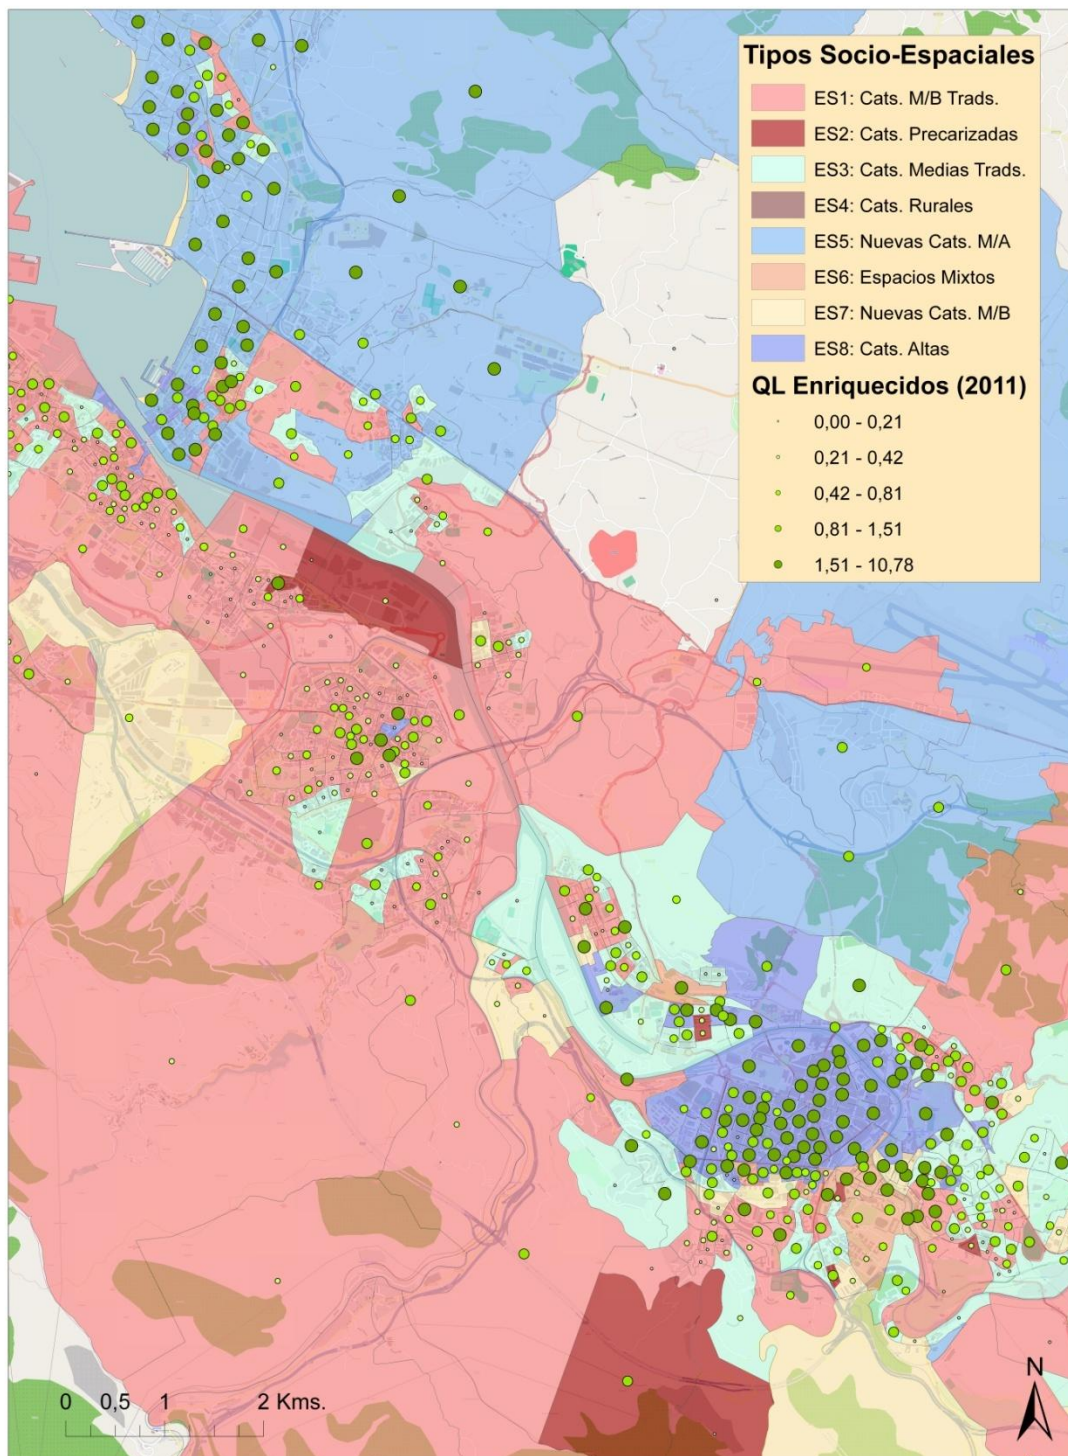 Tipos Socio-Espaciales
ES1: Cats. M/B Trads.
ES2: Cats. Precarizadas
ES3: Cats. Medias Trads.
ES4: Cats. Rurales
ES5: Nuevas Cats. M/A
ES6: Espacios Mixtos
ES7: Nuevas Cats. M/B
ES8: Cats. Altas
QL Enriquecidos (2011)
0,00 - 0,21
0,21 - 0,42
0,42 - 0,81
0,81 - 1,51
1,51 - 10,78
N
0 0,5 1 2 Kms.